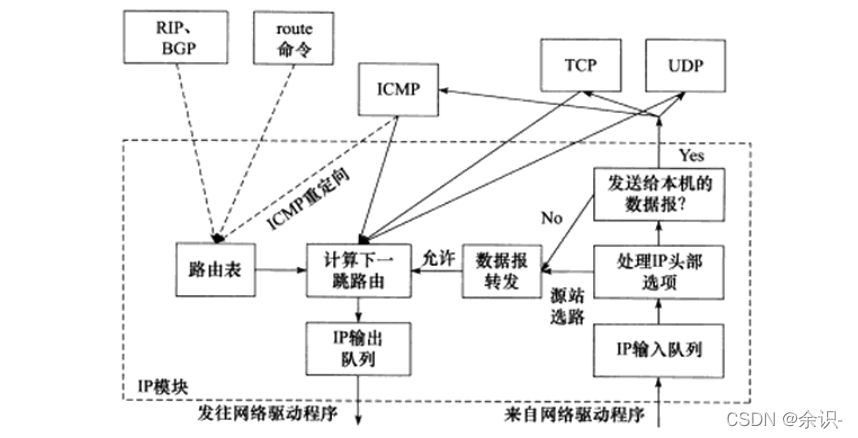 RIP、
BGP
route
命令
ICMP
TCP
UDP
Yes
发送给本机的
数据报?
No
ICMP重定向
路由表
计算下一
跳路由
允许
数据报
转发
处理IP头部
选项
源站
选路
IP输出
队列
IP输入队列
IP模块
发往网络驱动程序
来自网络驱动程序
CSDN @余识-